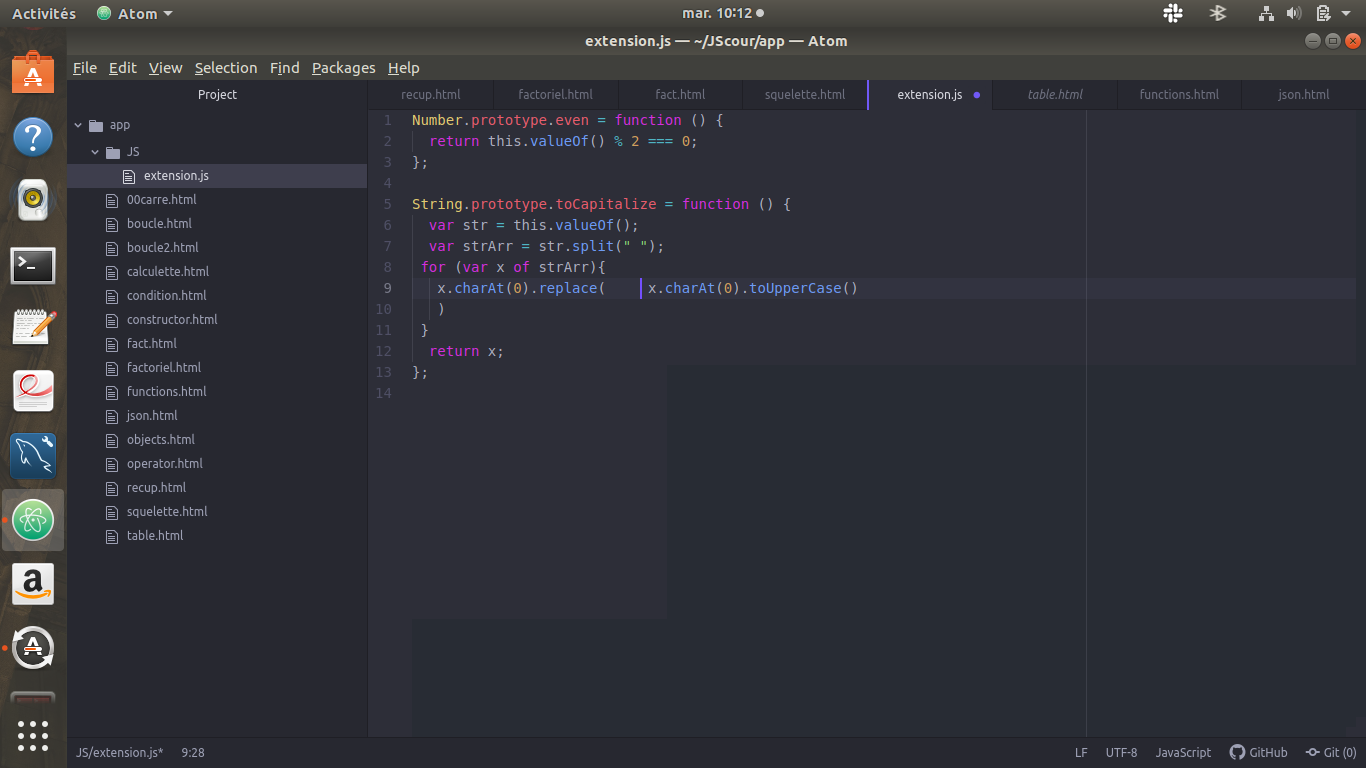 Activités Atom mar. 10:12
extension.js — ~/JScour/app — Atom
File Edit View Selection Find Packages Help
Project
recup.html factoriel.html fact.html squelette.html extension.js table.html functions.html json.html
app
JS
extension.js
00carre.html
boucle.html
boucle2.html
calculette.html
condition.html
constructor.html
fact.html
factoriel.html
functions.html
json.html
objects.html
operator.html
recup.html
squelette.html
table.html
1 Number.prototype.even = function () {
2 return this.valueOf() % 2 === 0;
3 };
4
5 String.prototype.toCapitalize = function () {
6 var str = this.valueOf();
7 var strArr = str.split(" ");
8 for (var x of strArr){
9 x.charAt(0).replace( x.charAt(0).toUpperCase()
10 )
11 }
12 return x;
13 };
14
JS/extension.js* 9:28 LF UTF-8 JavaScript GitHub Git (0)